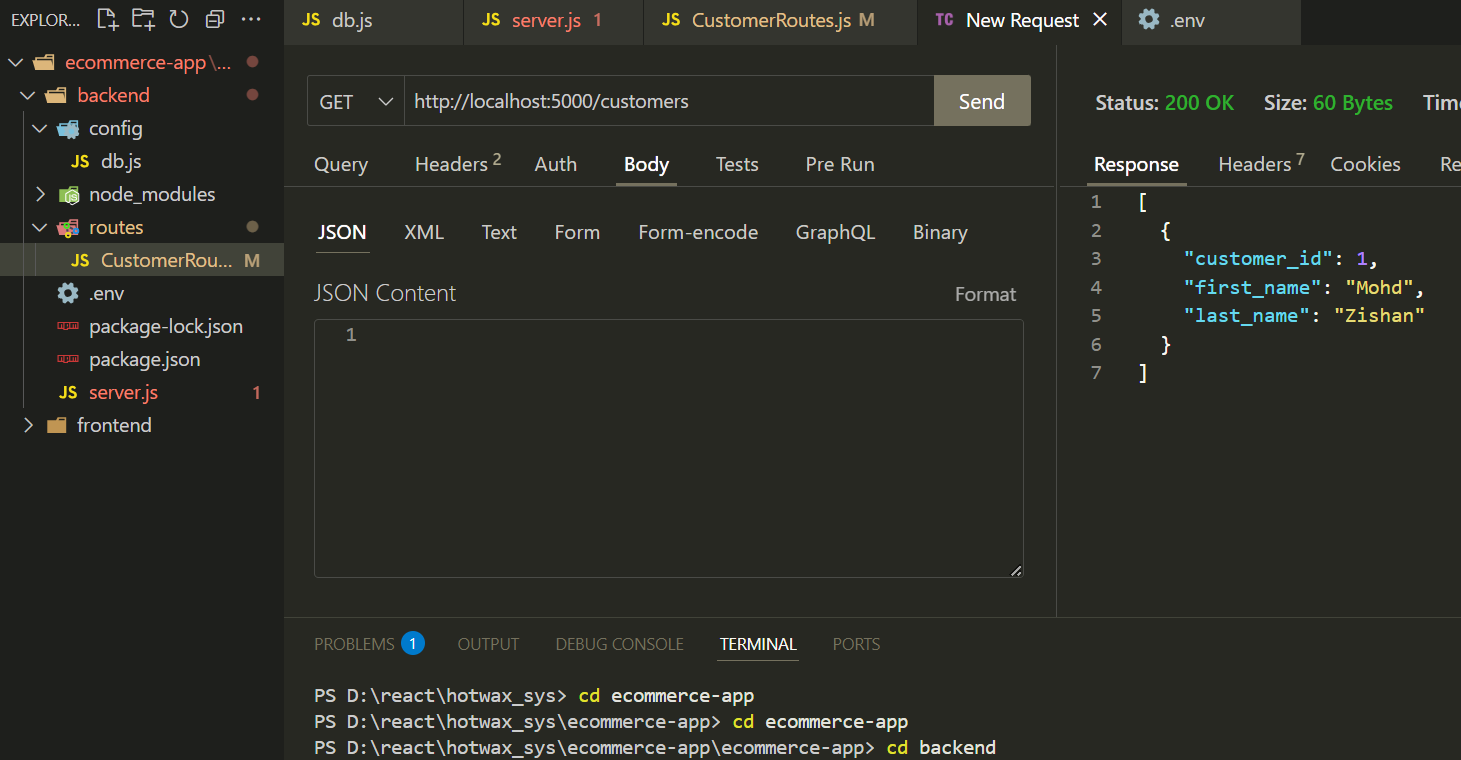 EXPLOR...
JS db.js
JS server.js 1
JS CustomerRoutes.js M
TC New Request
.env
ecommerce-app\...
backend
config
JS db.js
node_modules
routes
JS CustomerRou... M
.env
package-lock.json
package.json
JS server.js 1
frontend
GET http://localhost:5000/customers Send
Query Headers 2 Auth Body Tests Pre Run
JSON XML Text Form Form-encode GraphQL Binary
JSON Content Format
1
Status: 200 OK Size: 60 Bytes Time
Response Headers 7 Cookies Re
1 [
2 {
3 "customer_id": 1,
4 "first_name": "Mohd",
5 "last_name": "Zishan"
6 }
7 ]
PROBLEMS 1 OUTPUT DEBUG CONSOLE TERMINAL PORTS
PS D:\react\hotwax_sys> cd ecommerce-app
PS D:\react\hotwax_sys\ecommerce-app> cd ecommerce-app
PS D:\react\hotwax_sys\ecommerce-app\ecommerce-app> cd backend